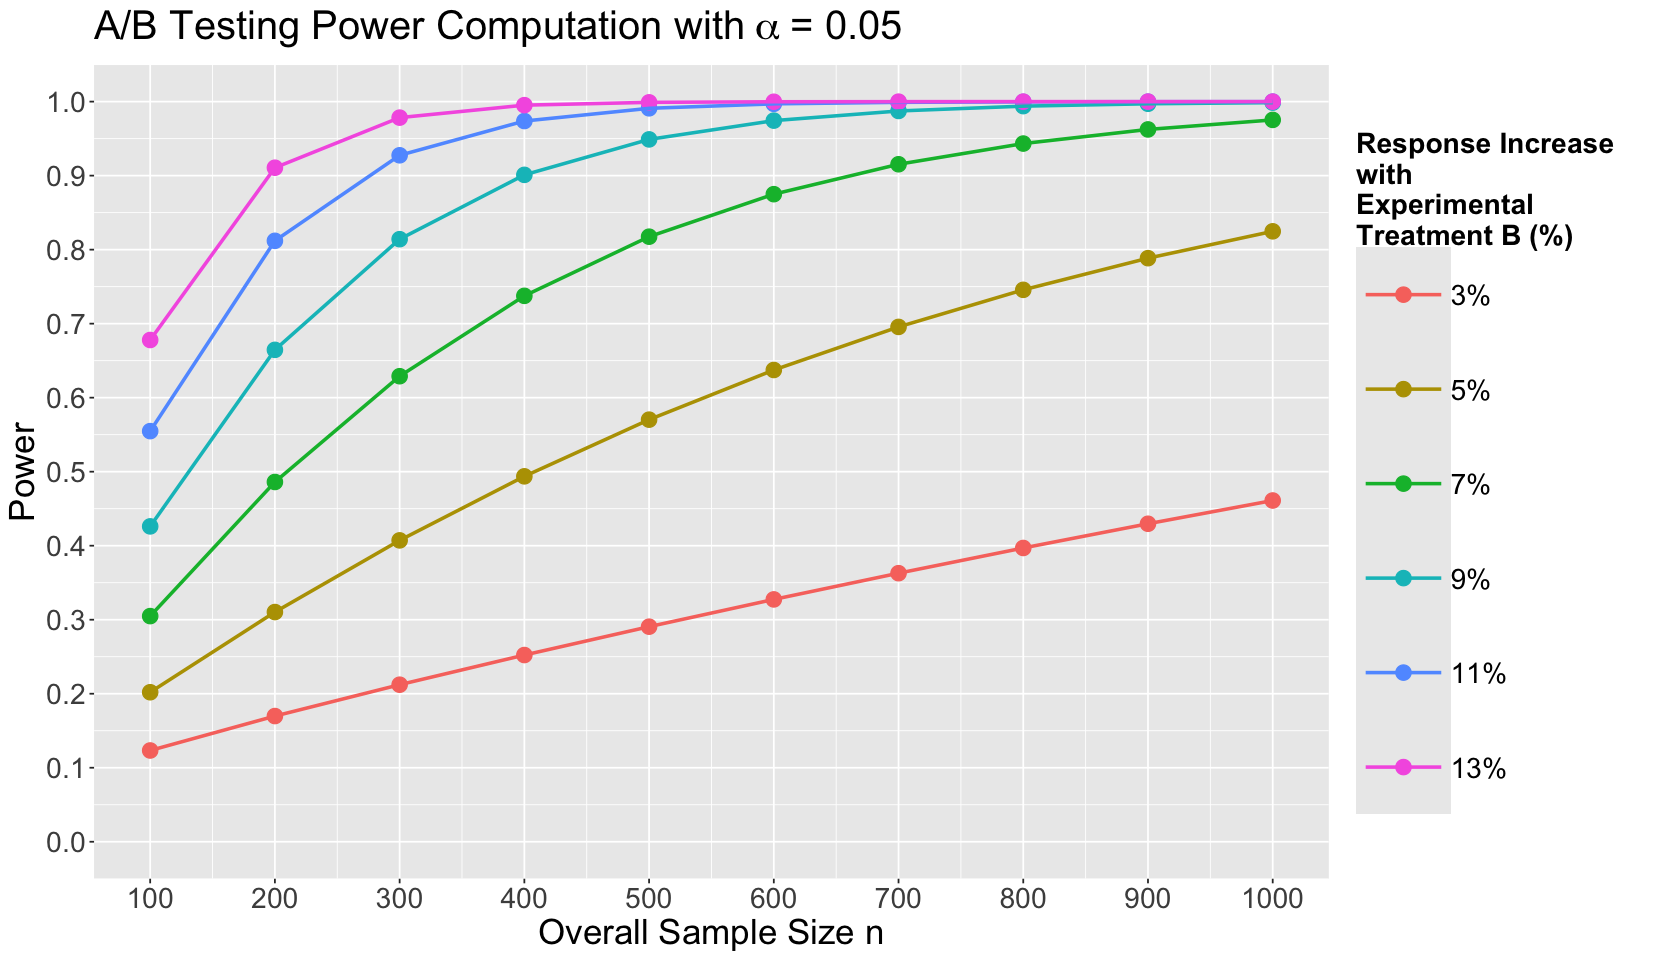 A/B Testing Power Computation with α = 0.05
Power
1.0
0.9
0.8
0.7
0.6
0.5
0.4
0.3
0.2
0.1
0.0
100 200 300 400 500 600 700 800 900 1000
Overall Sample Size n
Response Increase
with
Experimental
Treatment B (%)
3%
5%
7%
9%
11%
13%